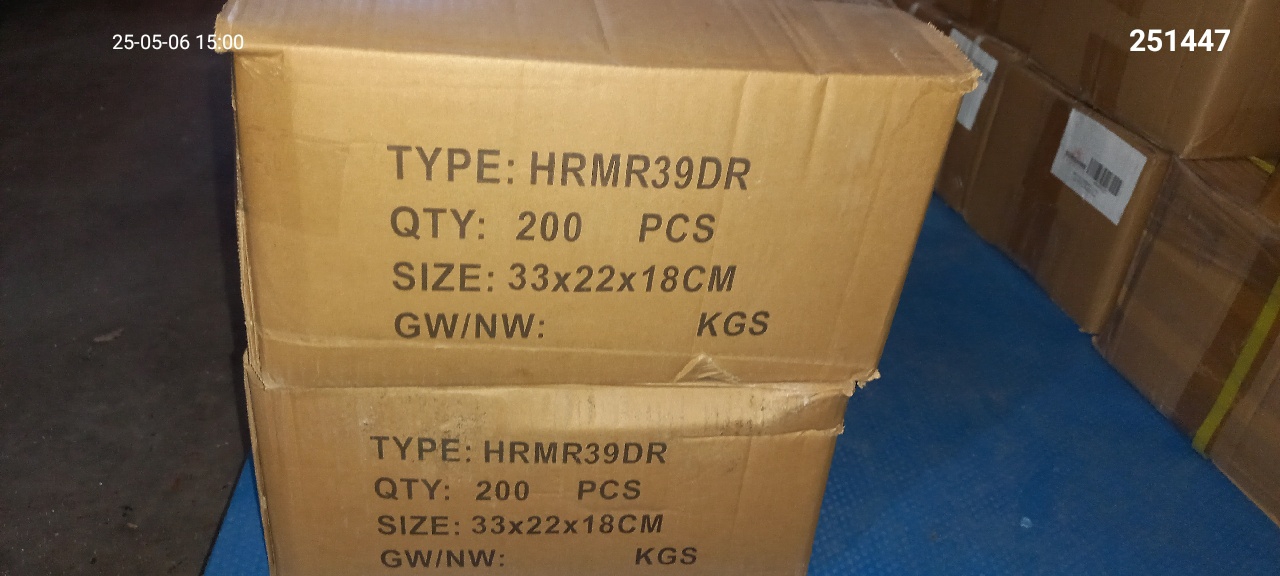 25-05-06 15:00
251447
TYPE: HRMR39DR
QTY: 200 PCS
SIZE: 33x22x18CM
GW/NW: KGS
TYPE: HRMR39DR
QTY: 200 PCS
SIZE: 33x22x18CM
GW/NW: KGS